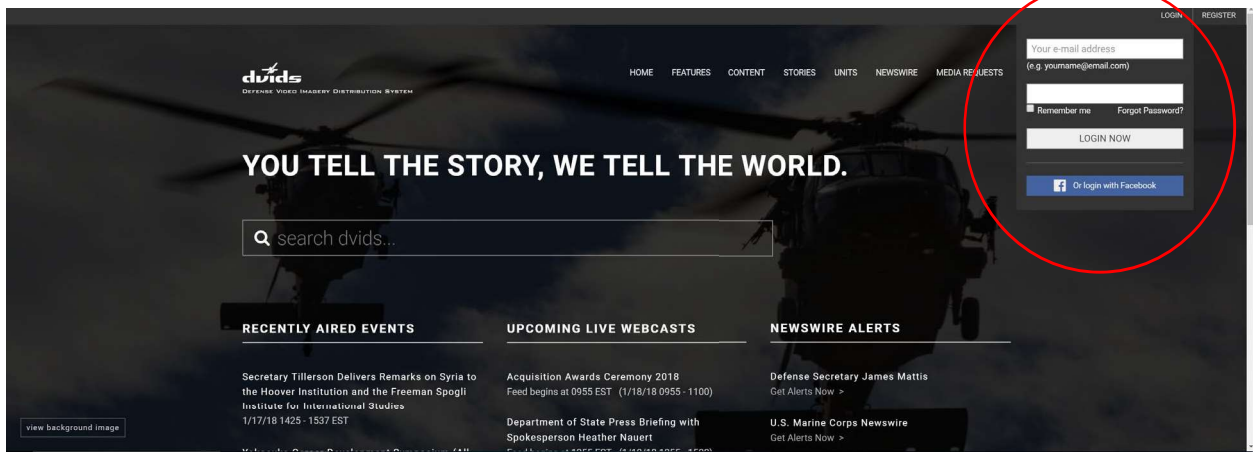 LOGIN REGISTER
Your e-mail address
(e.g. yourname@email.com)
Remember me Forgot Password?
LOGIN NOW
Or login with Facebook
dvids
DEFENSE VIDEO IMAGERY DISTRIBUTION SYSTEM
HOME FEATURES CONTENT STORIES UNITS NEWSWIRE MEDIA REQUESTS
YOU TELL THE STORY, WE TELL THE WORLD.
search dvids...
RECENTLY AIRED EVENTS
Secretary Tillerson Delivers Remarks on Syria to
the Hoover Institution and the Freeman Spogli
Institute for International Studies
1/17/18 1425 - 1537 EST
UPCOMING LIVE WEBCASTS
Acquisition Awards Ceremony 2018
Feed begins at 0955 EST (1/18/18 0955 - 1100)
Department of State Press Briefing with
Spokesperson Heather Nauert
NEWSWIRE ALERTS
Defense Secretary James Mattis
Get Alerts Now >
U.S. Marine Corps Newswire
Get Alerts Now >
view background image